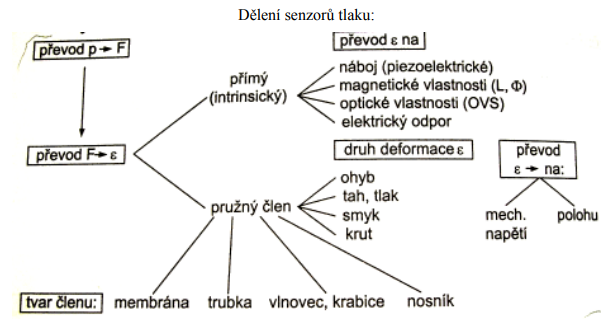 Dělení senzorů tlaku:
převod p → F
převod ε na
přímý
(intrinsický)
náboj (piezoelektrické)
magnetické vlastnosti (L, Φ)
optické vlastnosti (OVS)
elektrický odpor
převod F → ε
druh deformace ε
převod
ε → na:
pružný člen
ohyb
tah, tlak
smyk
krut
mech.
napětí
polohu
tvar členu:
membrána
trubka
vlnovec, krabice
nosník